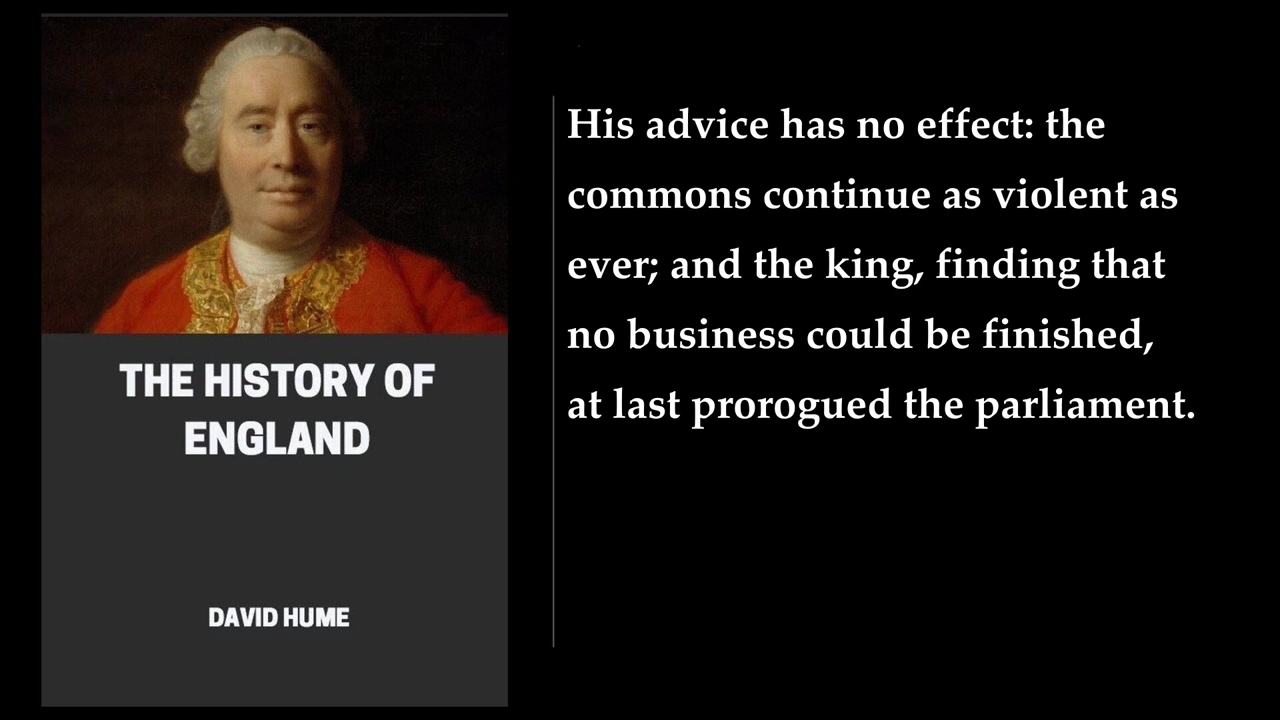 THE HISTORY OF
ENGLAND
DAVID HUME
His advice has no effect: the
commons continue as violent as
ever; and the king, finding that
no business could be finished,
at last prorogued the parliament.